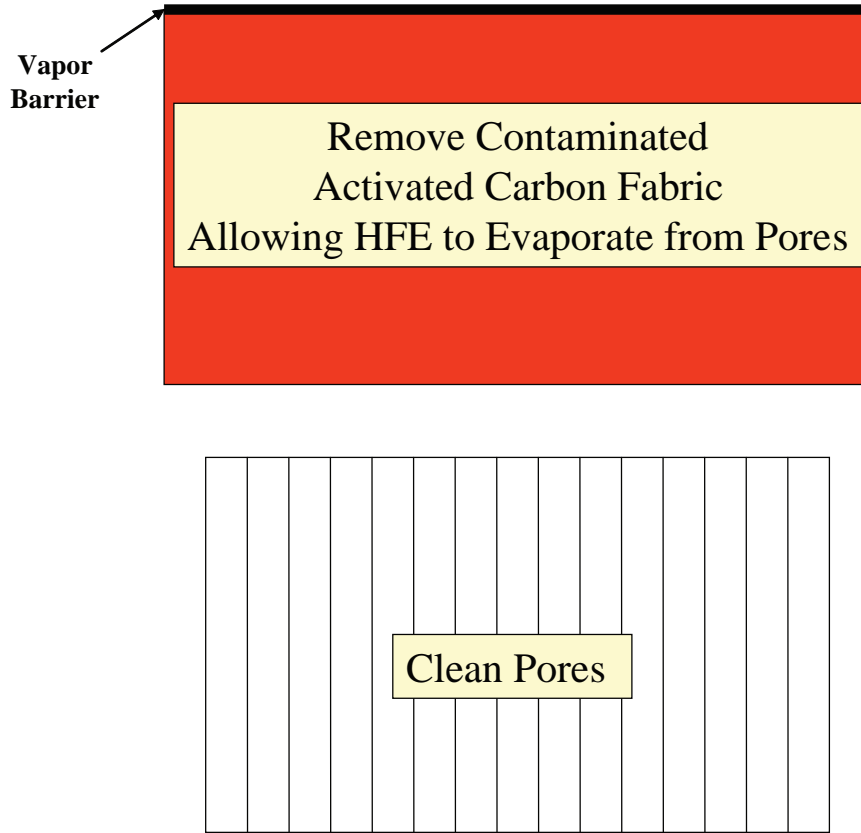 Vapor
Barrier
Remove Contaminated
Activated Carbon Fabric
Allowing HFE to Evaporate from Pores
Clean Pores